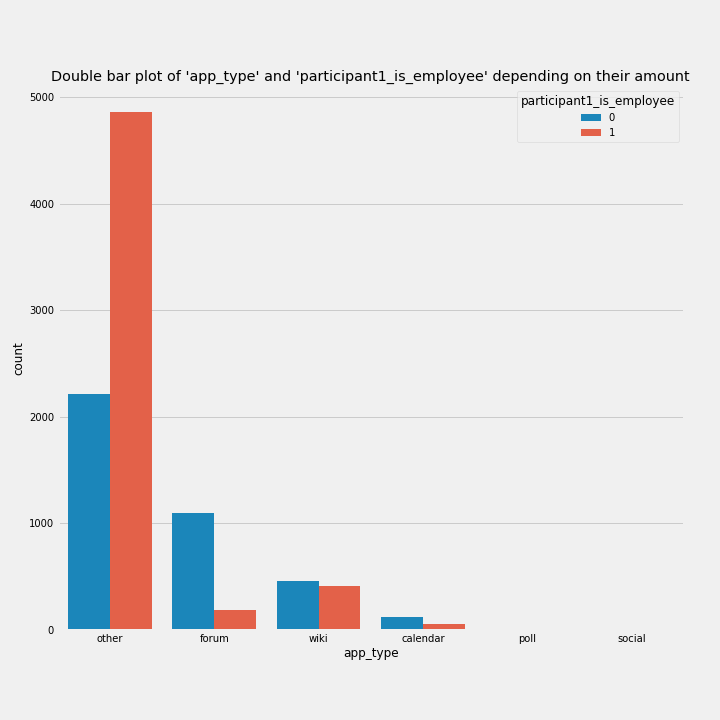 Double bar plot of 'app_type' and 'participant1_is_employee' depending on their amount
participant1_is_employee
0
1
5000
4000
3000
2000
1000
0
count
other forum wiki calendar poll social
app_type